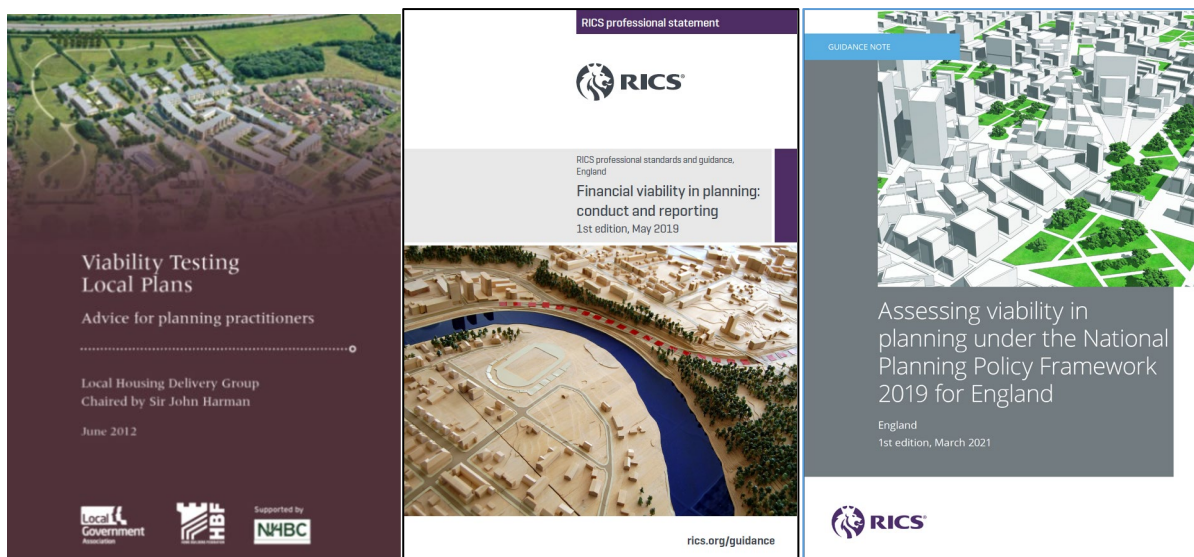 Viability Testing
Local Plans
Advice for planning practitioners
Local Housing Delivery Group
Chaired by Sir John Harman
June 2012
Local
Government
Association
HBF
HOME BUILDERS FEDERATION
Supported by
NHBC
RICS professional statement
RICS
RICS professional standards and guidance,
England
Financial viability in planning:
conduct and reporting
1st edition, May 2019
rics.org/guidance
GUIDANCE NOTE
Assessing viability in
planning under the National
Planning Policy Framework
2019 for England
England
1st edition, March 2021
RICS